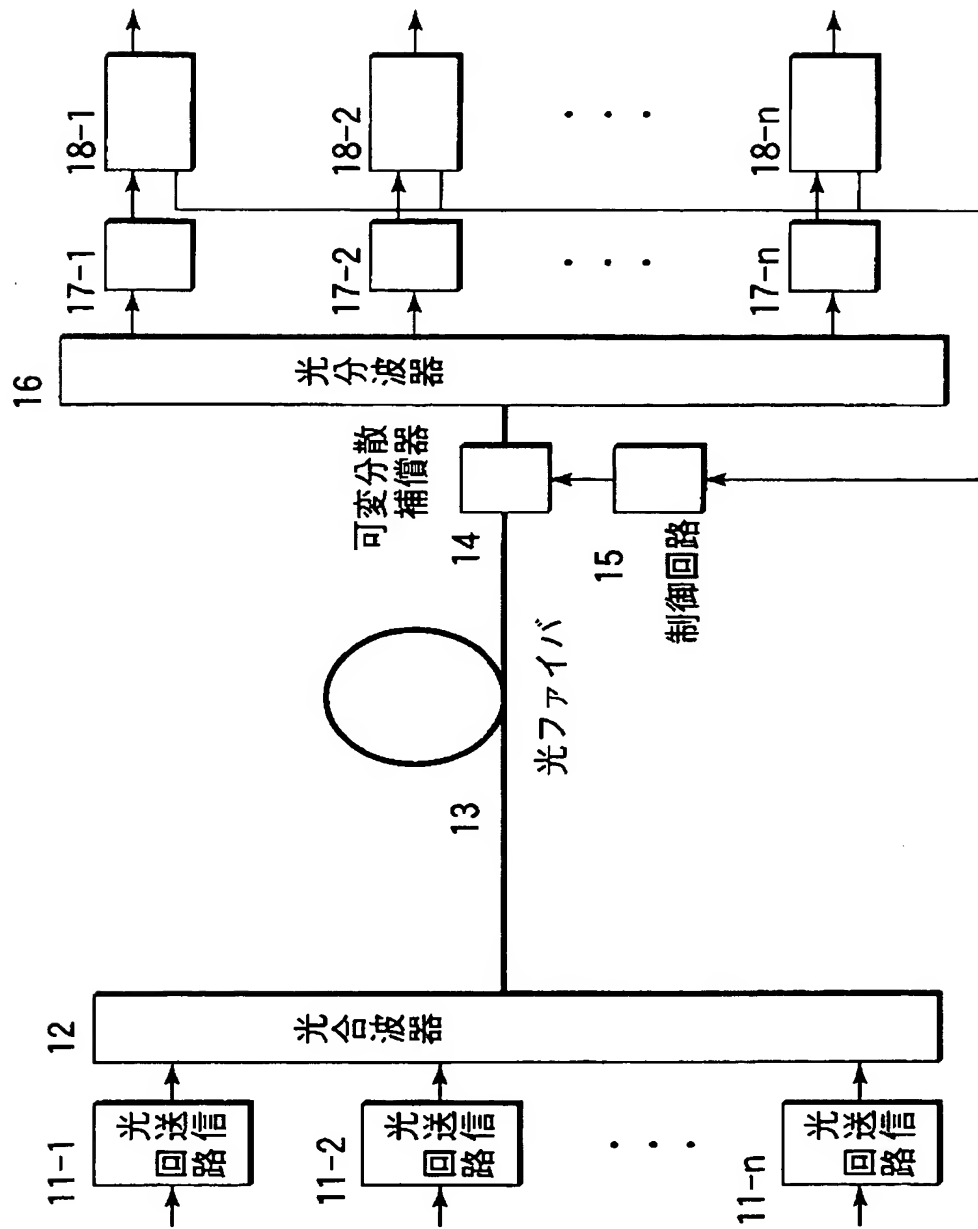 11-1
光送信
回路
11-2
光送信
回路
・・・
11-n
光送信
回路
12
光合波器
13
光ファイバ
可変分散
補償器
14
15
制御回路
16
光分波器
17-1
17-2
・・・
17-n
18-1
18-2
・・・
18-n